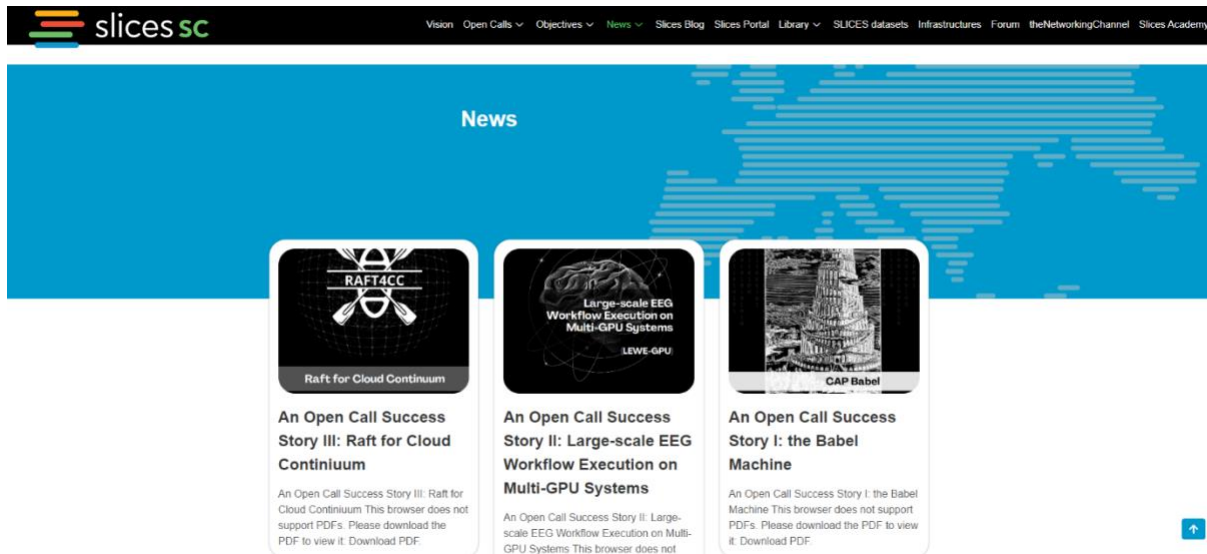 slices sc
Vision Open Calls Objectives News Slices Blog Slices Portal Library SLICES datasets Infrastructures Forum theNetworkingChannel Slices Academy
News
RAFT4CC
Raft for Cloud Continuum
An Open Call Success
Story III: Raft for Cloud
Continiuum
An Open Call Success Story III: Raft for
Cloud Continiuum This browser does not
support PDFs. Please download the
PDF to view it: Download PDF.
Large-scale EEG
Workflow Execution on
Multi-GPU Systems
(LEWE-GPU)
An Open Call Success
Story II: Large-scale EEG
Workflow Execution on
Multi-GPU Systems
An Open Call Success Story II: Large-
scale EEG Workflow Execution on Multi-
GPU Systems This browser does not
CAP Babel
An Open Call Success
Story I: the Babel
Machine
An Open Call Success Story I: the Babel
Machine This browser does not support
PDFs. Please download the PDF to view
it: Download PDF.